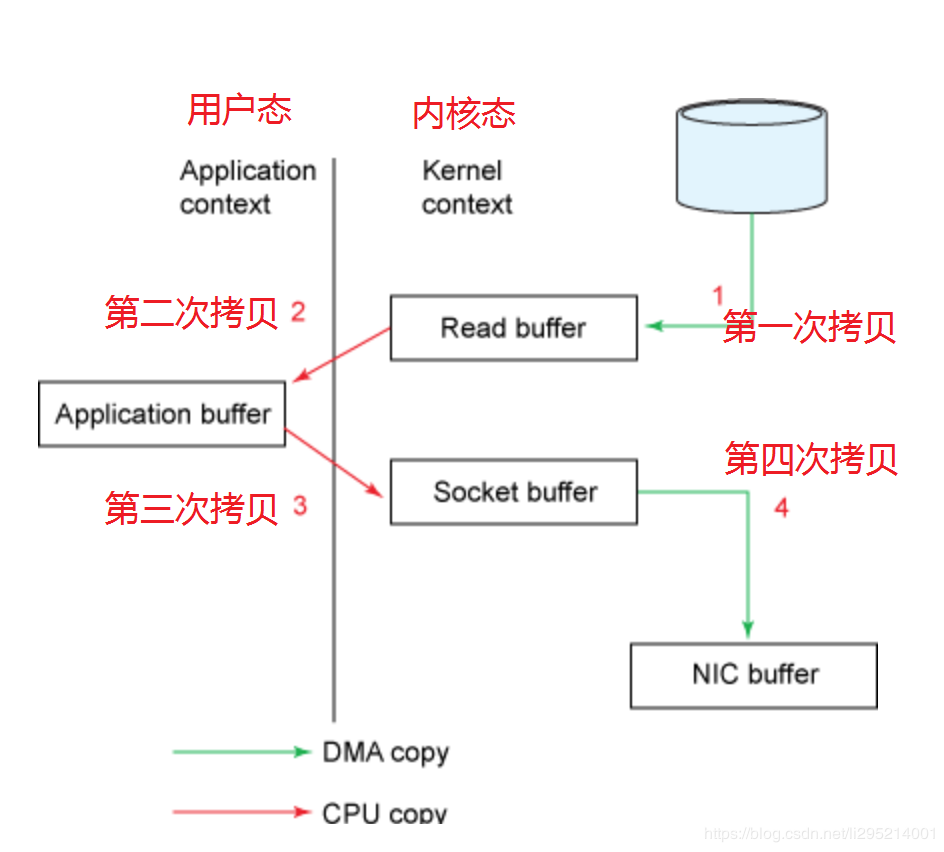 用户态
内核态
Application
context
Kernel
context
第二次拷贝 2
1
第一次拷贝
Read buffer
Application buffer
第四次拷贝
4
Socket buffer
第三次拷贝 3
NIC buffer
DMA copy
CPU copy
https://blog.csdn.net/li295214001